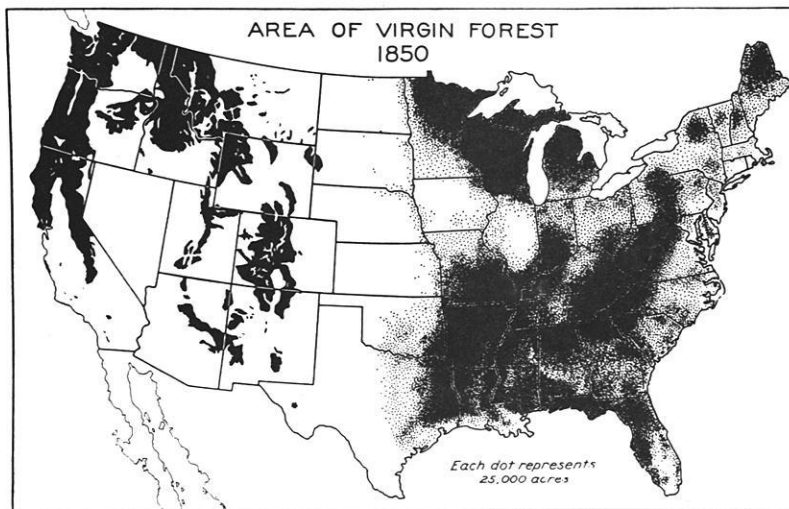 AREA OF VIRGIN FOREST
1850
Each dot represents
25,000 acres